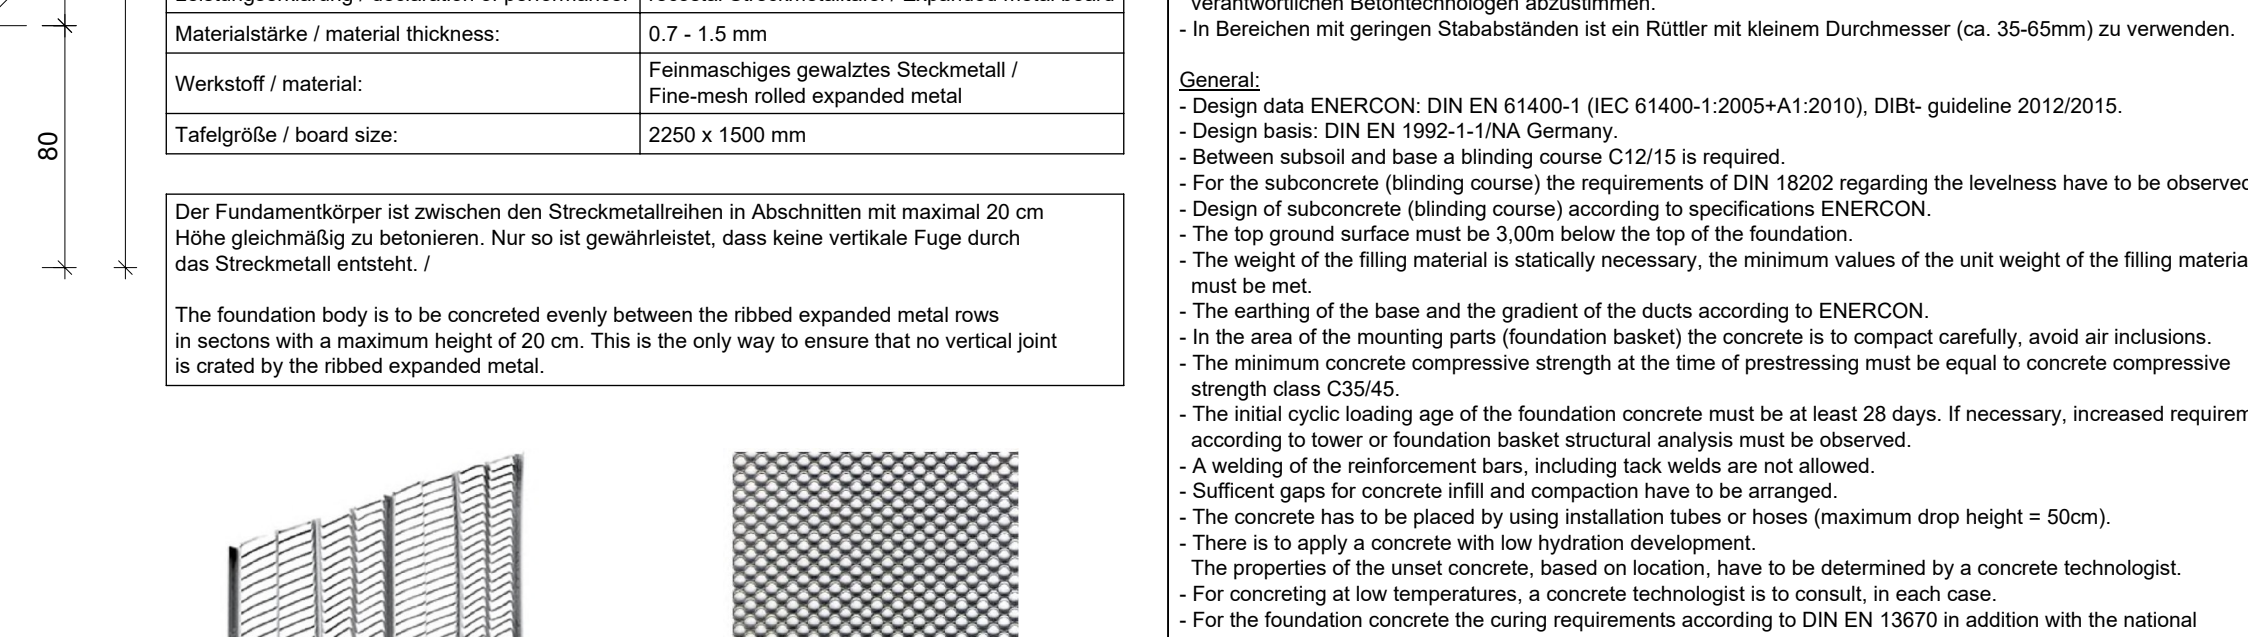 80
Leistungserklärung / declaration of performance: recostal Streckmetalltafel / Expanded metal board
Materialstärke / material thickness: 0.7 - 1.5 mm
Werkstoff / material: Feinmaschiges gewalztes Steckmetall /
Fine-mesh rolled expanded metal
Tafelgröße / board size: 2250 x 1500 mm
Der Fundamentkörper ist zwischen den Streckmetallreihen in Abschnitten mit maximal 20 cm
Höhe gleichmäßig zu betonieren. Nur so ist gewährleistet, dass keine vertikale Fuge durch
das Streckmetall entsteht. /
The foundation body is to be concreted evenly between the ribbed expanded metal rows
in sectons with a maximum height of 20 cm. This is the only way to ensure that no vertical joint
is crated by the ribbed expanded metal.
verantwortlichen Betontechnologen abzustimmen.
- In Bereichen mit geringen Stababständen ist ein Rüttler mit kleinem Durchmesser (ca. 35-65mm) zu verwenden.
General:
- Design data ENERCON: DIN EN 61400-1 (IEC 61400-1:2005+A1:2010), DIBt- guideline 2012/2015.
- Design basis: DIN EN 1992-1-1/NA Germany.
- Between subsoil and base a blinding course C12/15 is required.
- For the subconcrete (blinding course) the requirements of DIN 18202 regarding the levelness have to be observed
- Design of subconcrete (blinding course) according to specifications ENERCON.
- The top ground surface must be 3,00m below the top of the foundation.
- The weight of the filling material is statically necessary, the minimum values of the unit weight of the filling materia
must be met.
- The earthing of the base and the gradient of the ducts according to ENERCON.
- In the area of the mounting parts (foundation basket) the concrete is to compact carefully, avoid air inclusions.
- The minimum concrete compressive strength at the time of prestressing must be equal to concrete compressive
strength class C35/45.
- The initial cyclic loading age of the foundation concrete must be at least 28 days. If necessary, increased requirem
according to tower or foundation basket structural analysis must be observed.
- A welding of the reinforcement bars, including tack welds are not allowed.
- Sufficent gaps for concrete infill and compaction have to be arranged.
- The concrete has to be placed by using installation tubes or hoses (maximum drop height = 50cm).
- There is to apply a concrete with low hydration development.
The properties of the unset concrete, based on location, have to be determined by a concrete technologist.
- For concreting at low temperatures, a concrete technologist is to consult, in each case.
- For the foundation concrete the curing requirements according to DIN EN 13670 in addition with the national